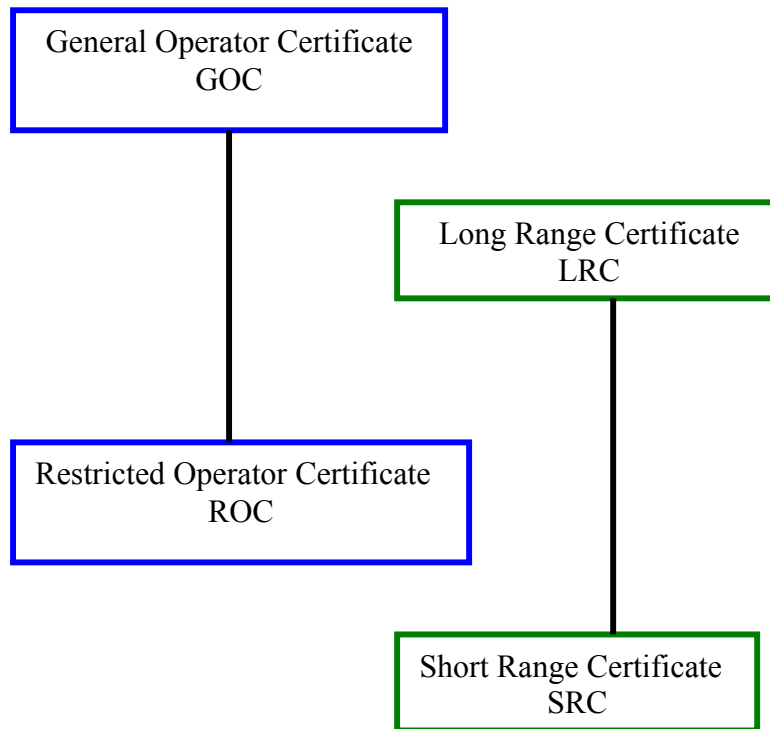 General Operator Certificate
GOC
Long Range Certificate
LRC
Restricted Operator Certificate
ROC
Short Range Certificate
SRC